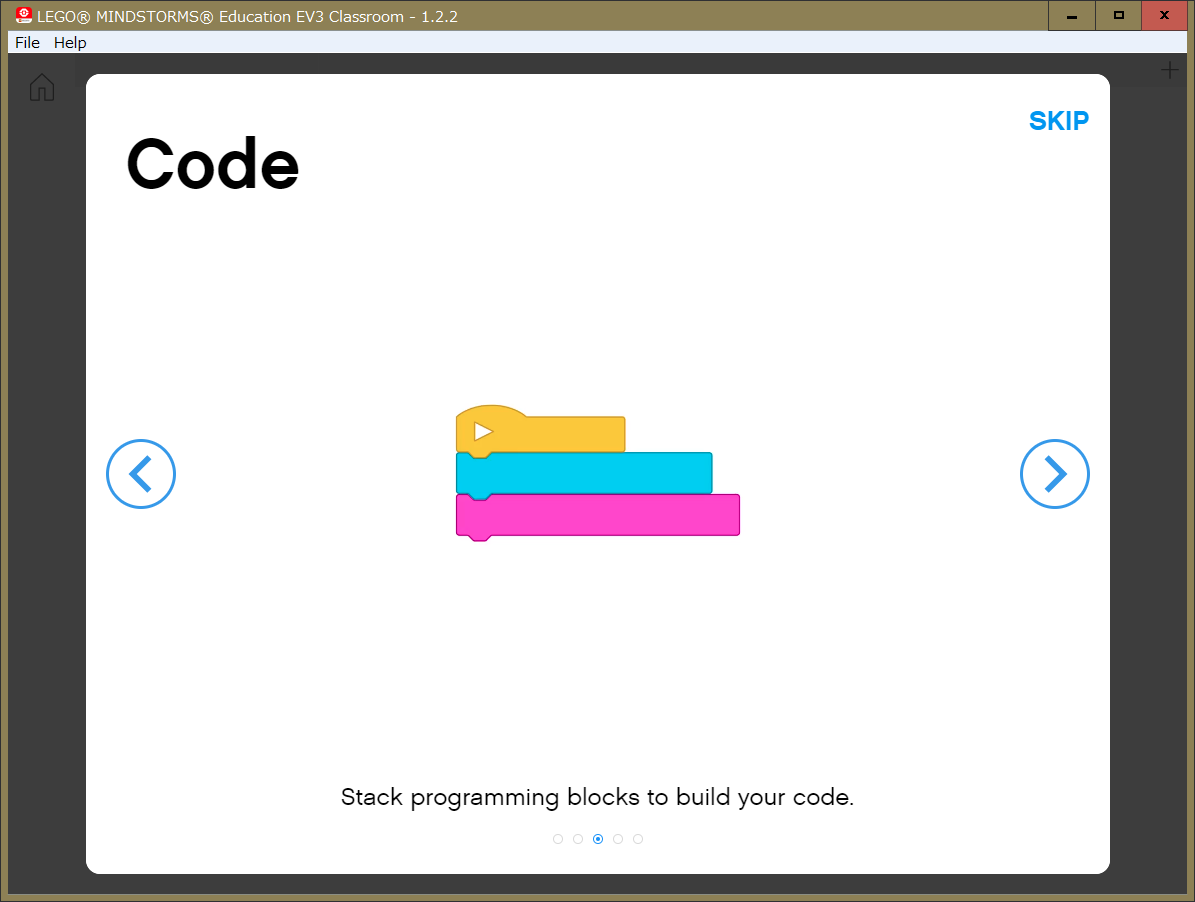 LEGO® MINDSTORMS® Education EV3 Classroom - 1.2.2
File Help
SKIP
Code
Stack programming blocks to build your code.